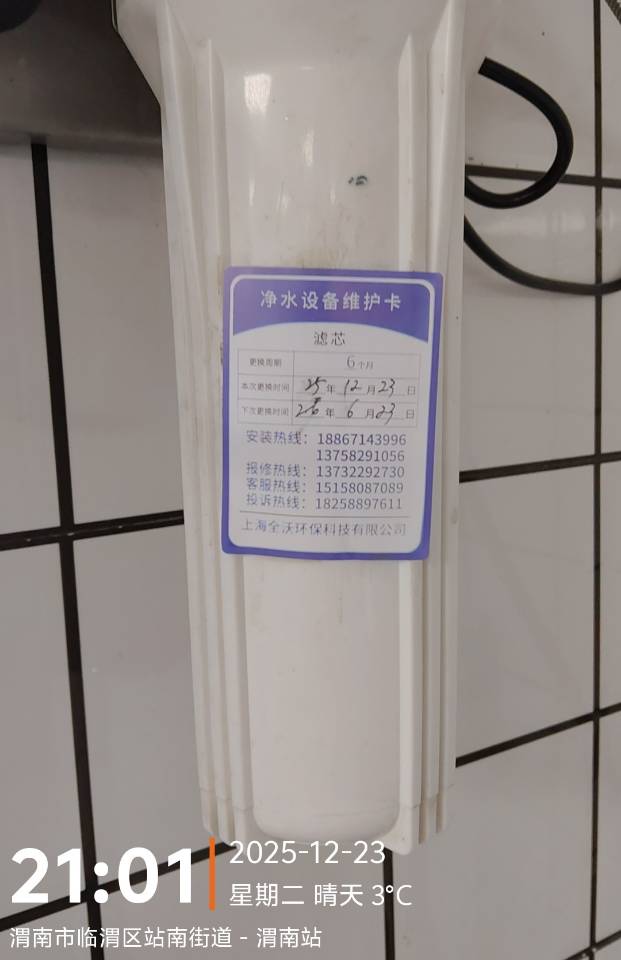 净水设备维护卡
滤芯
更换周期 6个月
本次更换时间 25年12月23日
下次更换时间 26年6月23日
安装热线：18867143996
13758291056
报修热线：13732292730
客服热线：15158087089
投诉热线：18258897611
上海全沃环保科技有限公司
21:01
2025-12-23
星期二 晴天 3℃
渭南市临渭区站南街道 - 渭南站